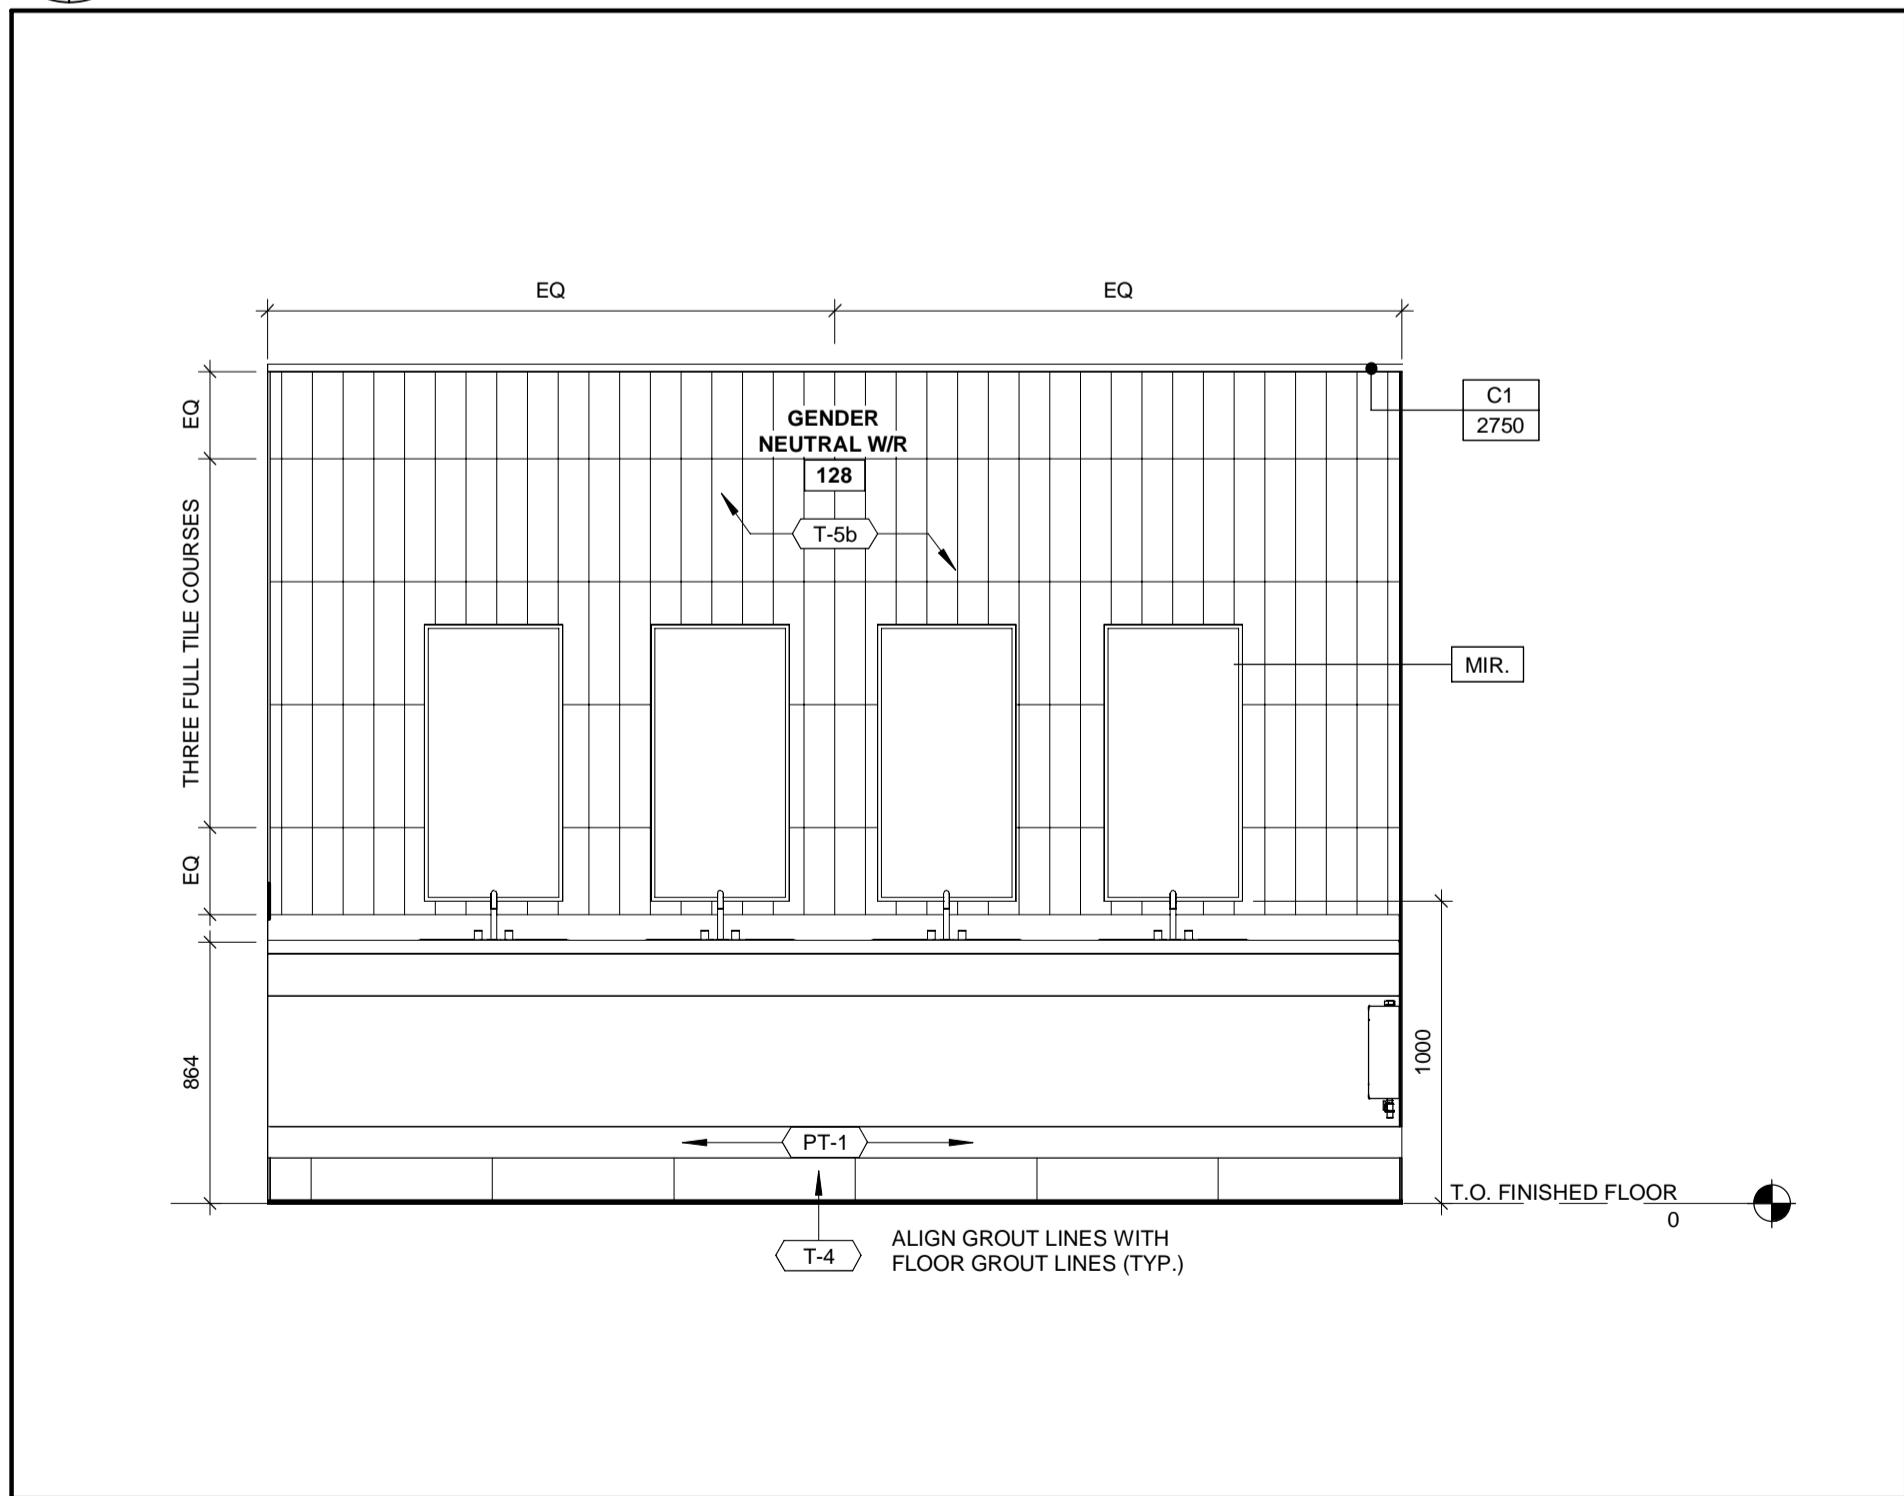 EQ
EQ
EQ
C1
2750
GENDER
NEUTRAL W/R
128
T-5b
THREE FULL TILE COURSES
MIR.
EQ
864
1000
PT-1
T.O. FINISHED FLOOR
0
T-4
ALIGN GROUT LINES WITH
FLOOR GROUT LINES (TYP.)